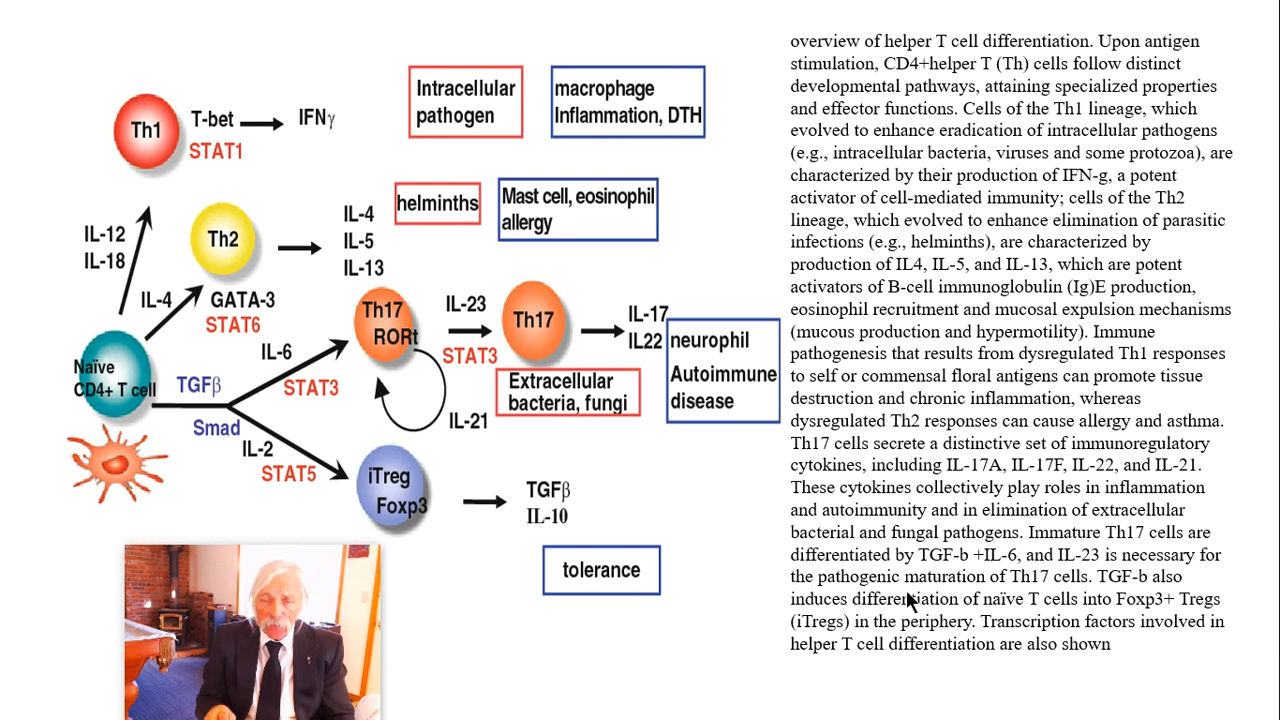 Intracellular
pathogen
macrophage
Inflammation, DTH
Th1
T-bet
IFNγ
STAT1
helminths
Mast cell, eosinophil
allergy
IL-12
IL-18
Th2
IL-4
IL-5
IL-13
IL-4
GATA-3
STAT6
Th17
RORt
IL-23
STAT3
Th17
IL-17
IL22
neurophil
Autoimmune
disease
Extracellular
bacteria, fungi
Naïve
CD4+ T cell
TGFβ
Smad
IL-6
STAT3
IL-21
IL-2
STAT5
iTreg
Foxp3
TGFβ
IL-10
tolerance
overview of helper T cell differentiation. Upon antigen
stimulation, CD4+helper T (Th) cells follow distinct
developmental pathways, attaining specialized properties
and effector functions. Cells of the Th1 lineage, which
evolved to enhance eradication of intracellular pathogens
(e.g., intracellular bacteria, viruses and some protozoa), are
characterized by their production of IFN-g, a potent
activator of cell-mediated immunity; cells of the Th2
lineage, which evolved to enhance elimination of parasitic
infections (e.g., helminths), are characterized by
production of IL4, IL-5, and IL-13, which are potent
activators of B-cell immunoglobulin (Ig)E production,
eosinophil recruitment and mucosal expulsion mechanisms
(mucous production and hypermotility). Immune
pathogenesis that results from dysregulated Th1 responses
to self or commensal floral antigens can promote tissue
destruction and chronic inflammation, whereas
dysregulated Th2 responses can cause allergy and asthma.
Th17 cells secrete a distinctive set of immunoregulatory
cytokines, including IL-17A, IL-17F, IL-22, and IL-21.
These cytokines collectively play roles in inflammation
and autoimmunity and in elimination of extracellular
bacterial and fungal pathogens. Immature Th17 cells are
differentiated by TGF-b +IL-6, and IL-23 is necessary for
the pathogenic maturation of Th17 cells. TGF-b also
induces differentiation of naïve T cells into Foxp3+ Tregs
(iTregs) in the periphery. Transcription factors involved in
helper T cell differentiation are also shown